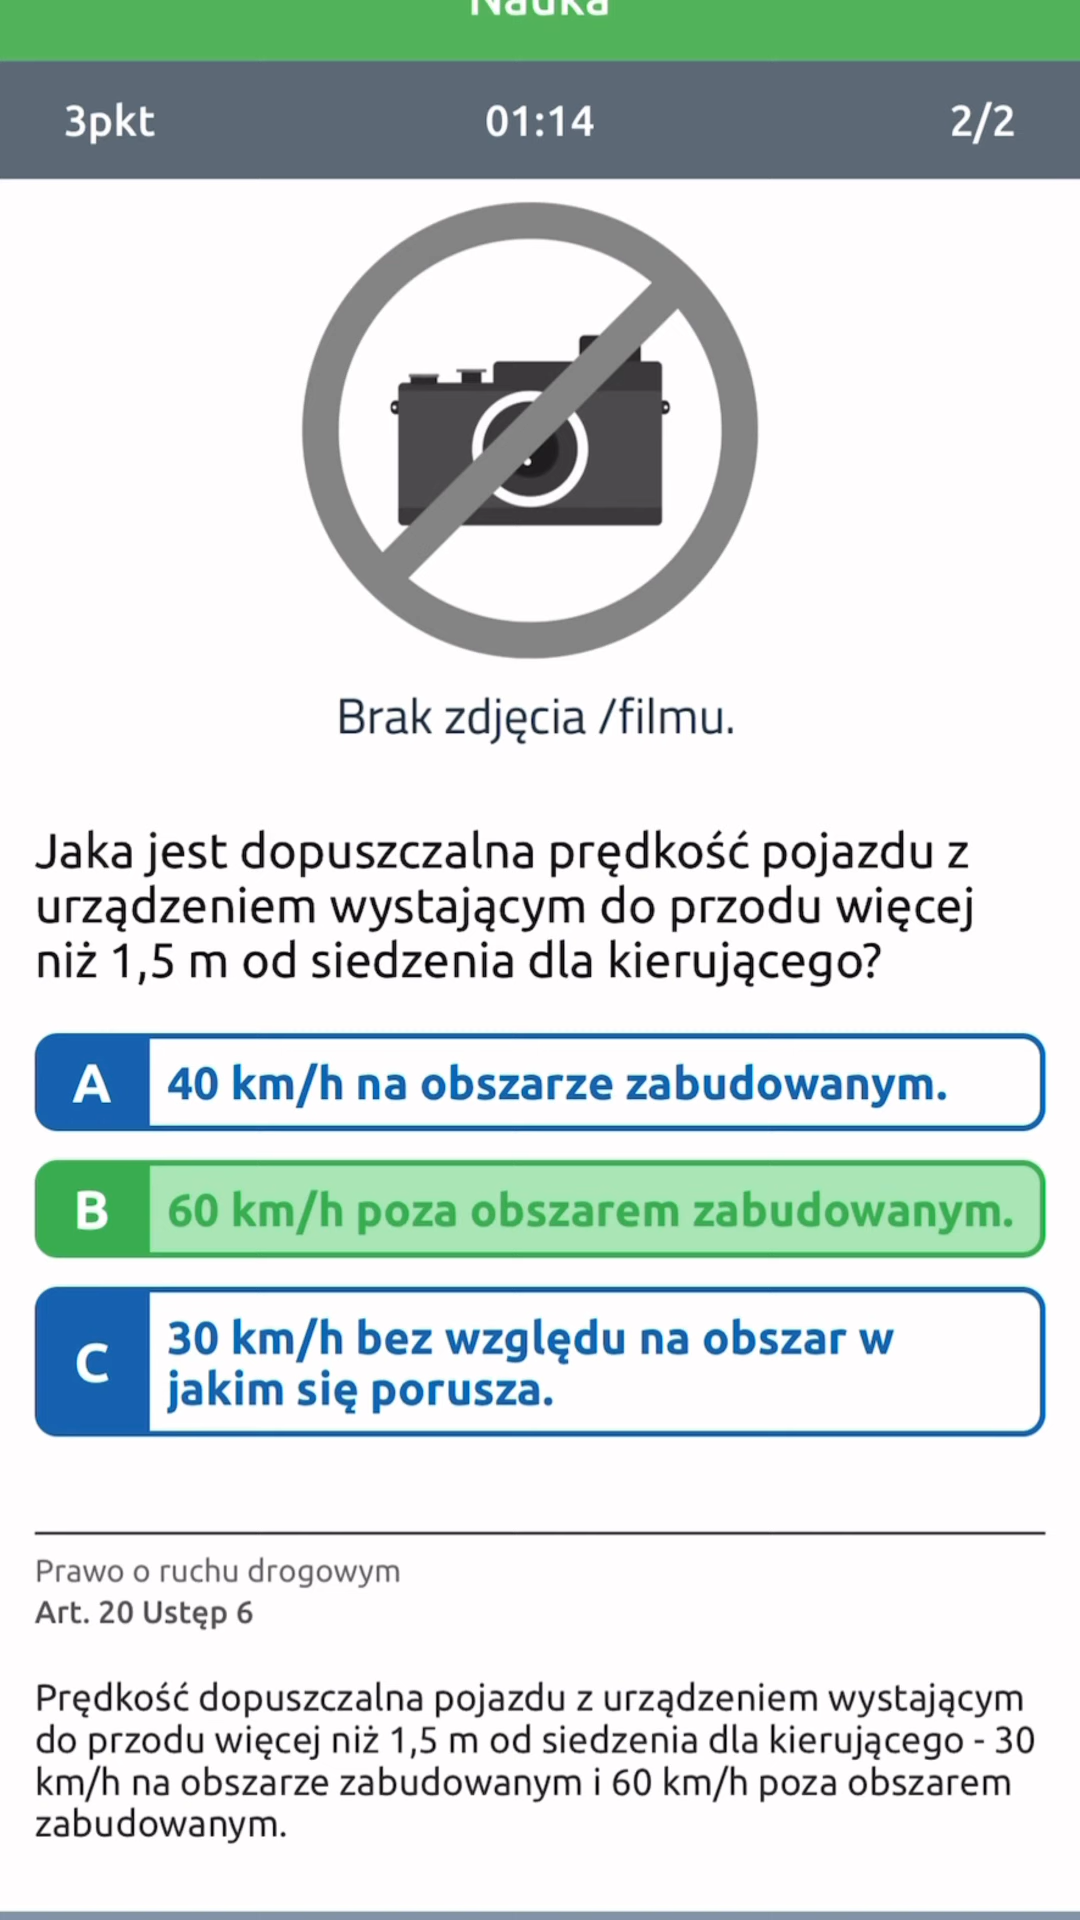 Nauka
3pkt
01:14
2/2
Brak zdjęcia /filmu.
Jaka jest dopuszczalna prędkość pojazdu z
urządzeniem wystającym do przodu więcej
niż 1,5 m od siedzenia dla kierującego?
A
40 km/h na obszarze zabudowanym.
B
60 km/h poza obszarem zabudowanym.
C
30 km/h bez względu na obszar w
jakim się porusza.
Prawo o ruchu drogowym
Art. 20 Ustęp 6
Prędkość dopuszczalna pojazdu z urządzeniem wystającym
do przodu więcej niż 1,5 m od siedzenia dla kierującego - 30
km/h na obszarze zabudowanym i 60 km/h poza obszarem
zabudowanym.